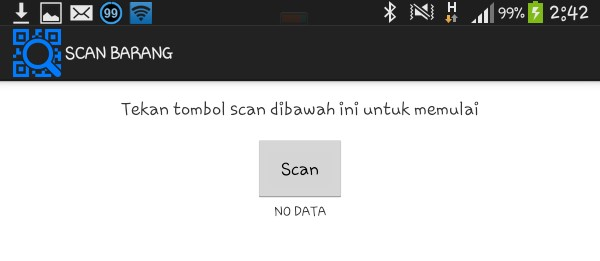 99 H 99% 2:42
SCAN BARANG
Tekan tombol scan dibawah ini untuk memulai
Scan
NO DATA